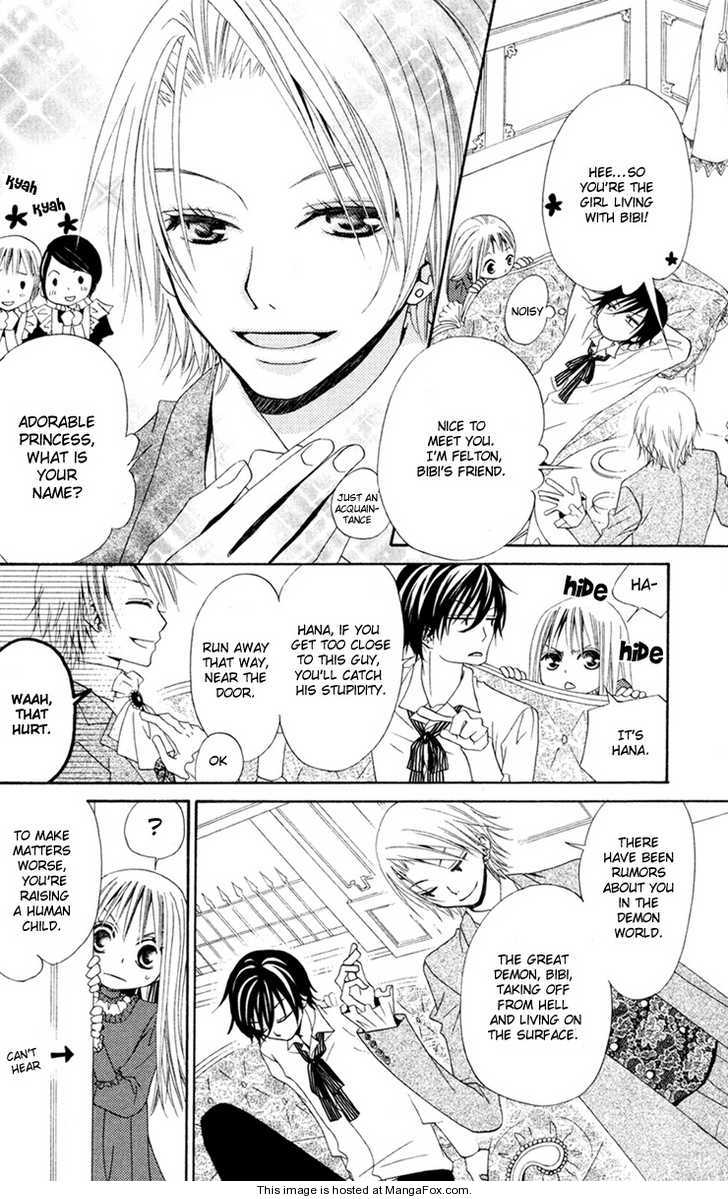 HEE...SO
YOU'RE THE
GIRL LIVING
WITH BIBI!
NOISY
NICE TO
MEET YOU.
I'M FELTON,
BIBI'S FRIEND.
JUST AN
ACQUAIN-
TANCE
KYAH
KYAH
ADORABLE
PRINCESS,
WHAT IS
YOUR
NAME?
HA-
HIDE
HIDE
IT'S
HANA.
HANA, IF YOU
GET TOO CLOSE
TO THIS GUY,
YOU'LL CATCH
HIS STUPIDITY.
RUN AWAY
THAT WAY,
NEAR THE
DOOR.
OK
WAAH,
THAT
HURT.
THERE
HAVE BEEN
RUMORS
ABOUT YOU
IN THE
DEMON
WORLD.
THE GREAT
DEMON, BIBI,
TAKING OFF
FROM HELL
AND LIVING ON
THE SURFACE.
?
TO MAKE
MATTERS
WORSE,
YOU'RE
RAISING
A HUMAN
CHILD.
CAN'T
HEAR
This image is hosted at MangaFox.com.